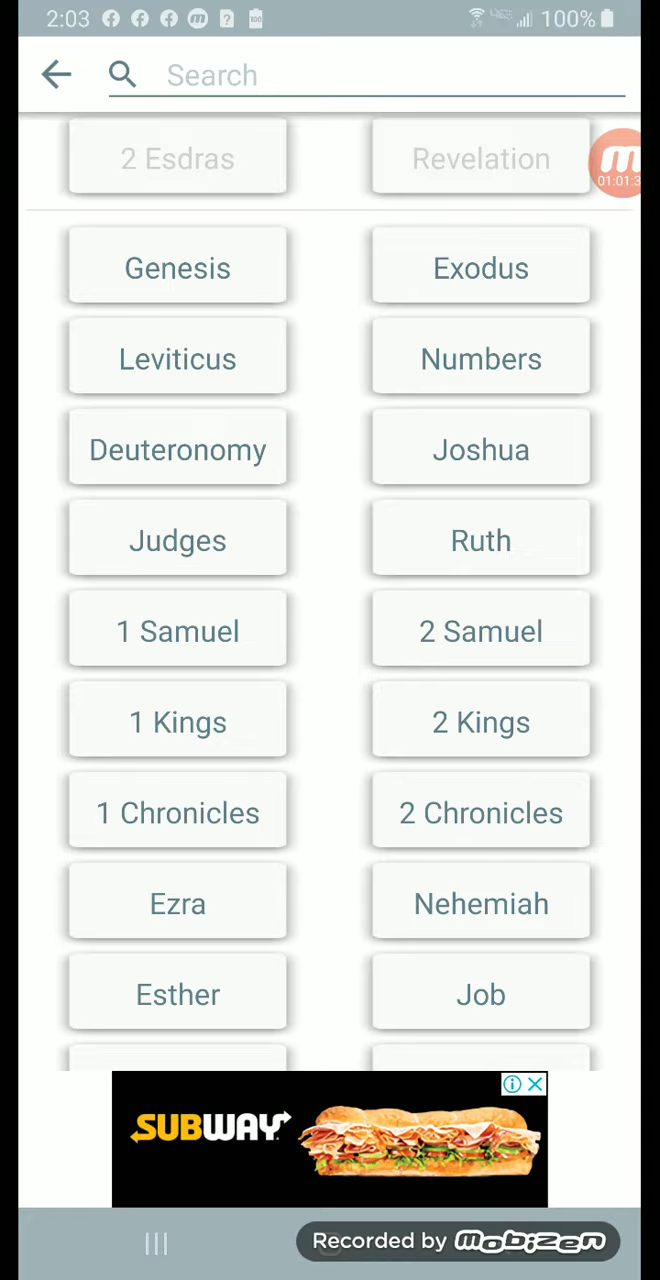 2:03 100%
Search
2 Esdras Revelation
01:01:3
Genesis Exodus
Leviticus Numbers
Deuteronomy Joshua
Judges Ruth
1 Samuel 2 Samuel
1 Kings 2 Kings
1 Chronicles 2 Chronicles
Ezra Nehemiah
Esther Job
SUBWAY
Recorded by mobizen